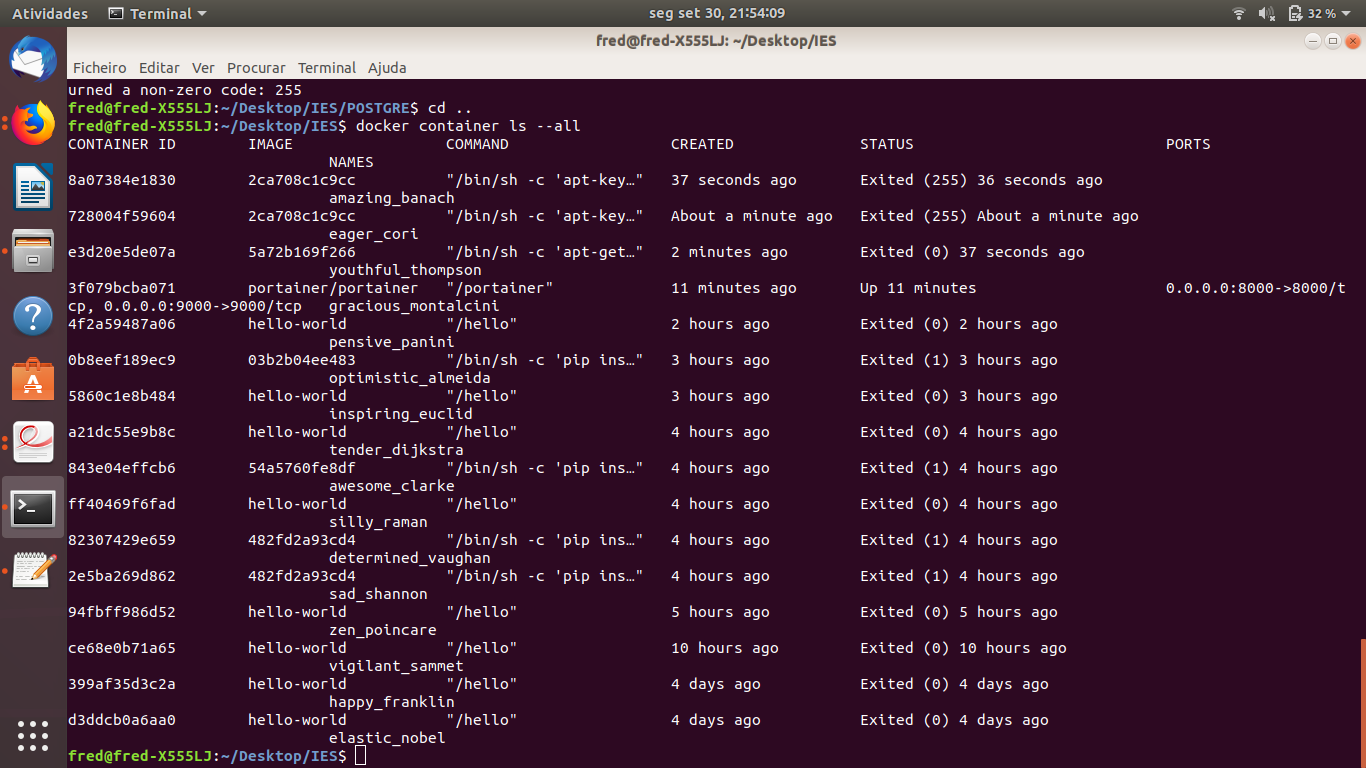 Atividades Terminal seg set 30, 21:54:09 32 %
fred@fred-X555LJ: ~/Desktop/IES
Ficheiro Editar Ver Procurar Terminal Ajuda
urned a non-zero code: 255
fred@fred-X555LJ:~/Desktop/IES/POSTGRE$ cd ..
fred@fred-X555LJ:~/Desktop/IES$ docker container ls --all
CONTAINER ID IMAGE COMMAND CREATED STATUS PORTS
NAMES
8a07384e1830 2ca708c1c9cc "/bin/sh -c 'apt-key…" 37 seconds ago Exited (255) 36 seconds ago
amazing_banach
728004f59604 2ca708c1c9cc "/bin/sh -c 'apt-key…" About a minute ago Exited (255) About a minute ago
eager_cori
e3d20e5de07a 5a72b169f266 "/bin/sh -c 'apt-get…" 2 minutes ago Exited (0) 37 seconds ago
youthful_thompson
3f079bcba071 portainer/portainer "/portainer" 11 minutes ago Up 11 minutes 0.0.0.0:8000->8000/t
cp, 0.0.0.0:9000->9000/tcp gracious_montalcini
4f2a59487a06 hello-world "/hello" 2 hours ago Exited (0) 2 hours ago
pensive_panini
0b8eef189ec9 03b2b04ee483 "/bin/sh -c 'pip ins…" 3 hours ago Exited (1) 3 hours ago
optimistic_almeida
5860c1e8b484 hello-world "/hello" 3 hours ago Exited (0) 3 hours ago
inspiring_euclid
a21dc55e9b8c hello-world "/hello" 4 hours ago Exited (0) 4 hours ago
tender_dijkstra
843e04effcb6 54a5760fe8df "/bin/sh -c 'pip ins…" 4 hours ago Exited (1) 4 hours ago
awesome_clarke
ff40469f6fad hello-world "/hello" 4 hours ago Exited (0) 4 hours ago
silly_raman
82307429e659 482fd2a93cd4 "/bin/sh -c 'pip ins…" 4 hours ago Exited (1) 4 hours ago
determined_vaughan
2e5ba269d862 482fd2a93cd4 "/bin/sh -c 'pip ins…" 4 hours ago Exited (1) 4 hours ago
sad_shannon
94fbff986d52 hello-world "/hello" 5 hours ago Exited (0) 5 hours ago
zen_poincare
ce68e0b71a65 hello-world "/hello" 10 hours ago Exited (0) 10 hours ago
vigilant_sammet
399af35d3c2a hello-world "/hello" 4 days ago Exited (0) 4 days ago
happy_franklin
d3ddcb0a6aa0 hello-world "/hello" 4 days ago Exited (0) 4 days ago
elastic_nobel
fred@fred-X555LJ:~/Desktop/IES$